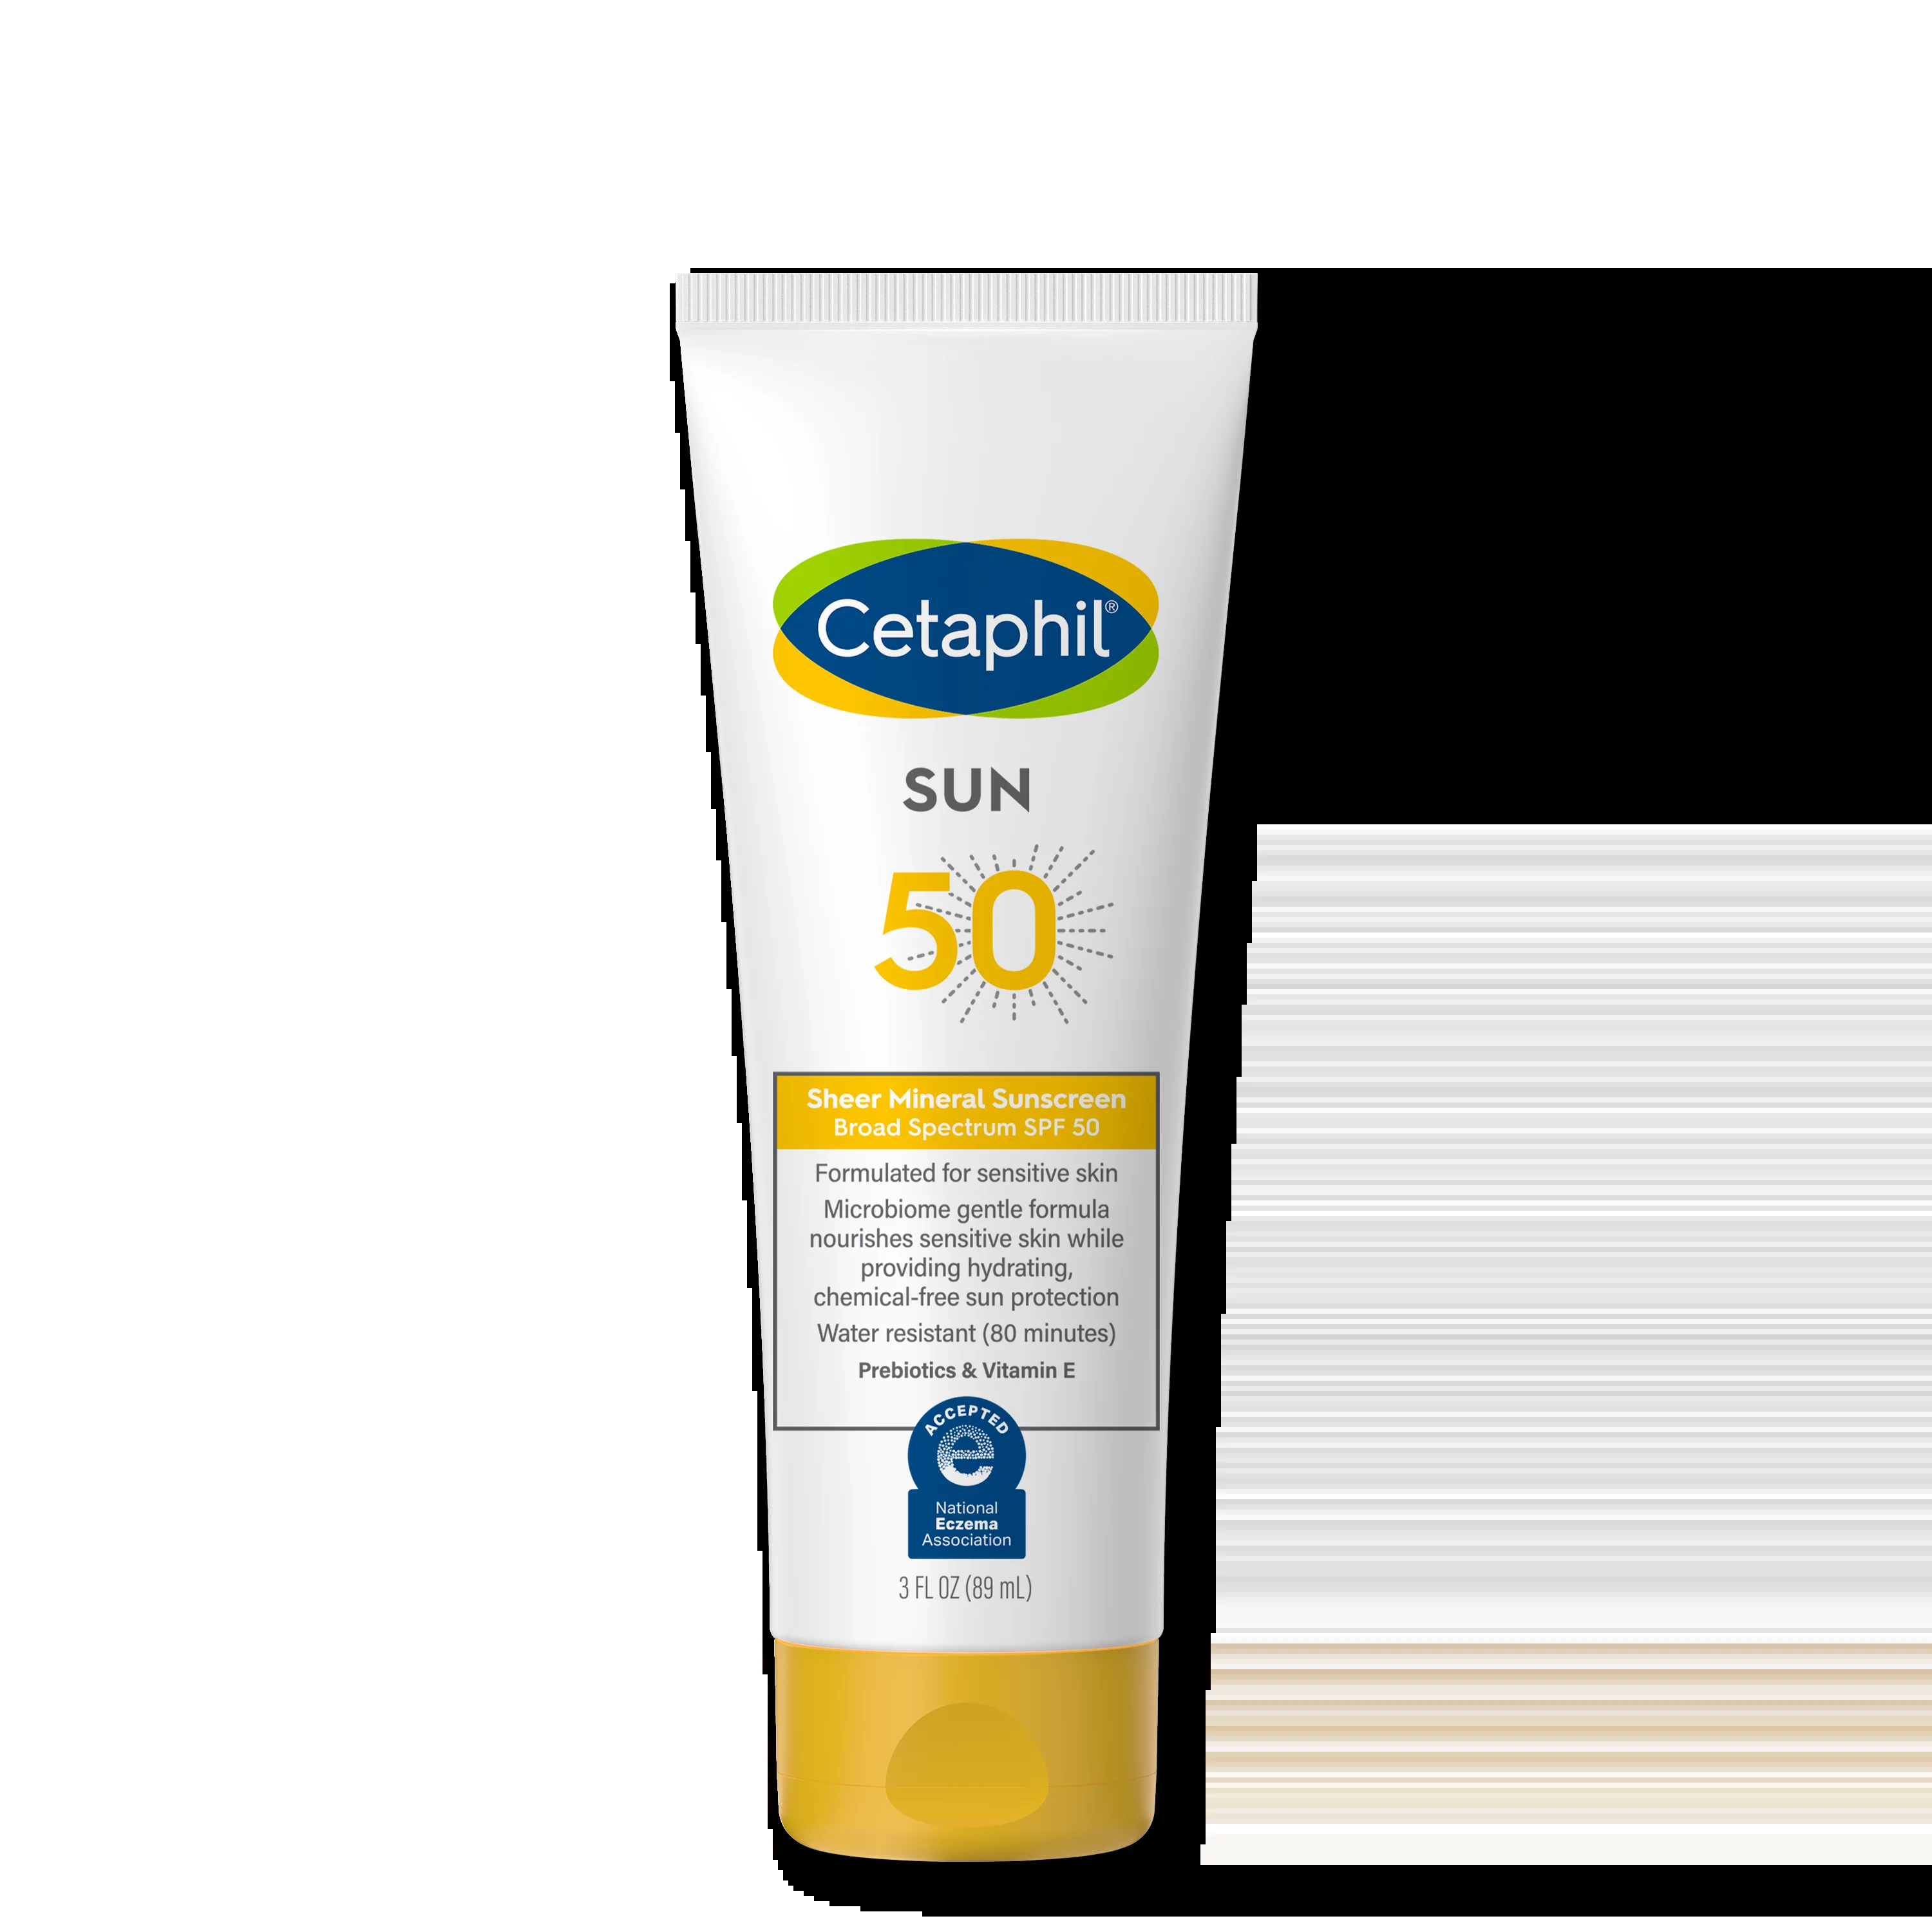 Cetaphil®
SUN
50
Sheer Mineral Sunscreen
Broad Spectrum SPF 50
Formulated for sensitive skin
Microbiome gentle formula
nourishes sensitive skin while
providing hydrating,
chemical-free sun protection
Water resistant (80 minutes)
Prebiotics & Vitamin E
ACCEPTED
e
National
Eczema
Association
3 FL OZ (89 mL)